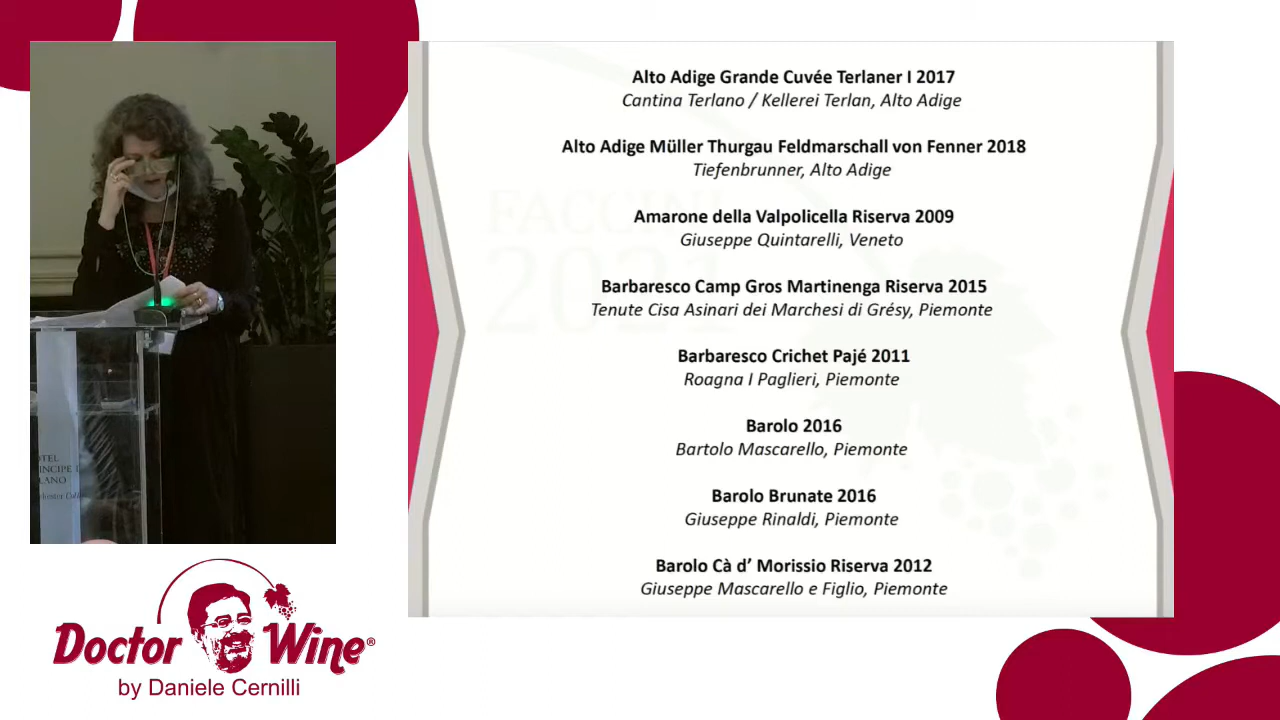 Alto Adige Grande Cuvée Terlaner I 2017
Cantina Terlano / Kellerei Terlan, Alto Adige
Alto Adige Müller Thurgau Feldmarschall von Fenner 2018
Tiefenbrunner, Alto Adige
Amarone della Valpolicella Riserva 2009
Giuseppe Quintarelli, Veneto
Barbaresco Camp Gros Martinenga Riserva 2015
Tenute Cisa Asinari dei Marchesi di Grésy, Piemonte
Barbaresco Crichet Pajé 2011
Roagna I Paglieri, Piemonte
Barolo 2016
Bartolo Mascarello, Piemonte
Barolo Brunate 2016
Giuseppe Rinaldi, Piemonte
Barolo Cà d’ Morissio Riserva 2012
Giuseppe Mascarello e Figlio, Piemonte
FACCINI
2021
Doctor Wine®
by Daniele Cernilli